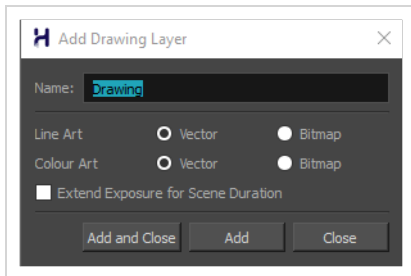 Add Drawing Layer
Name: Drawing
Line Art Vector Bitmap
Colour Art Vector Bitmap
Extend Exposure for Scene Duration
Add and Close Add Close